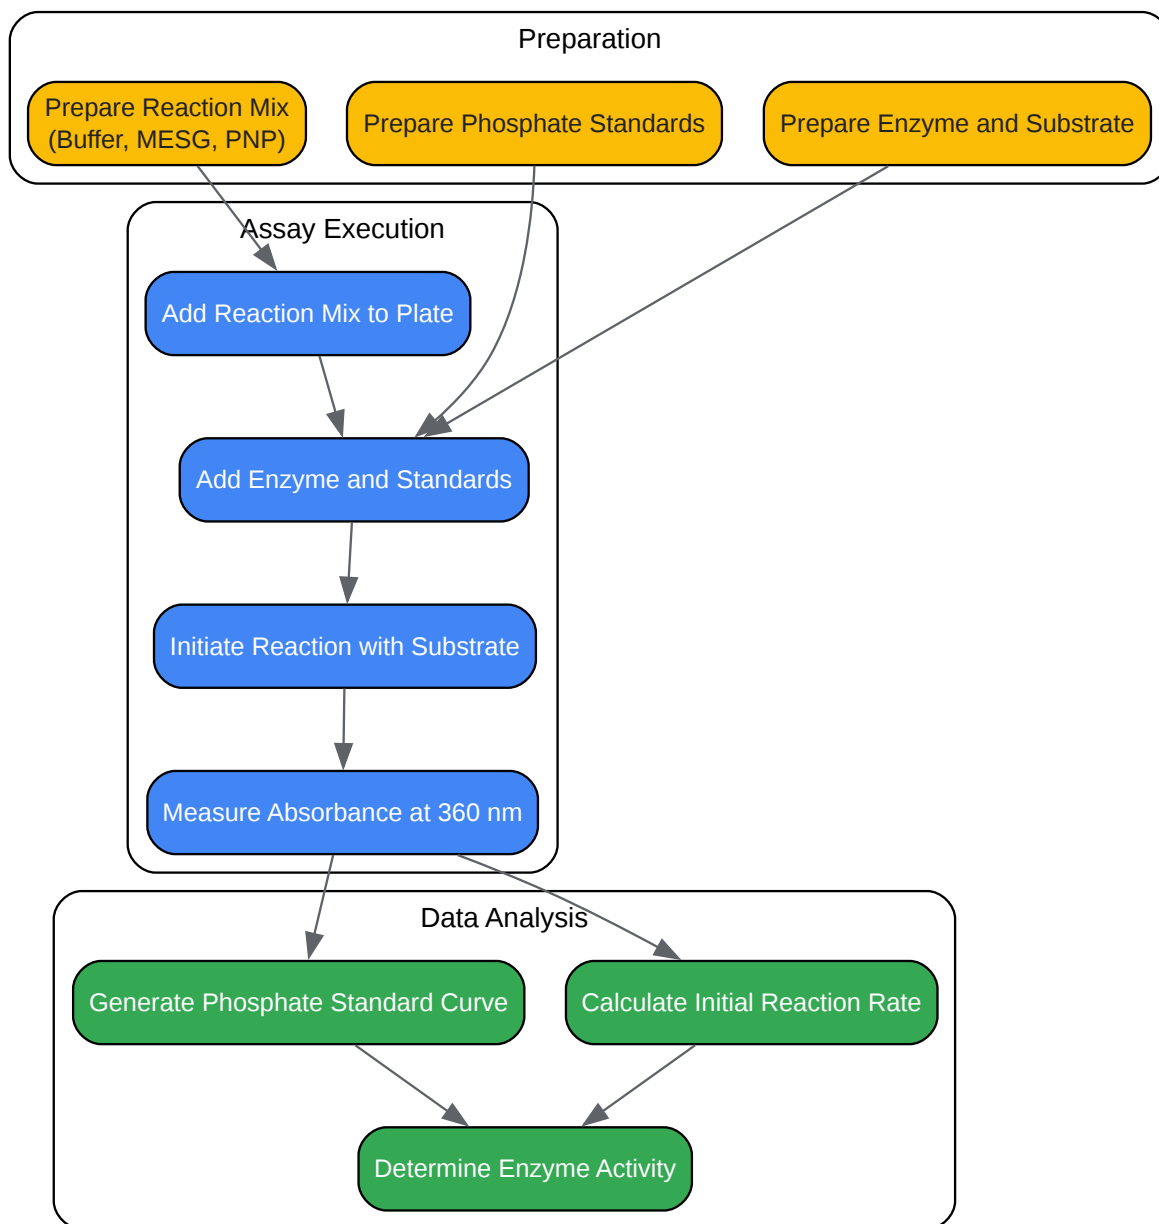 Preparation
Prepare Reaction Mix
(Buffer, MESG, PNP)
Prepare Phosphate Standards
Prepare Enzyme and Substrate
Assay Execution
Add Reaction Mix to Plate
Add Enzyme and Standards
Initiate Reaction with Substrate
Measure Absorbance at 360 nm
Data Analysis
Generate Phosphate Standard Curve
Calculate Initial Reaction Rate
Determine Enzyme Activity